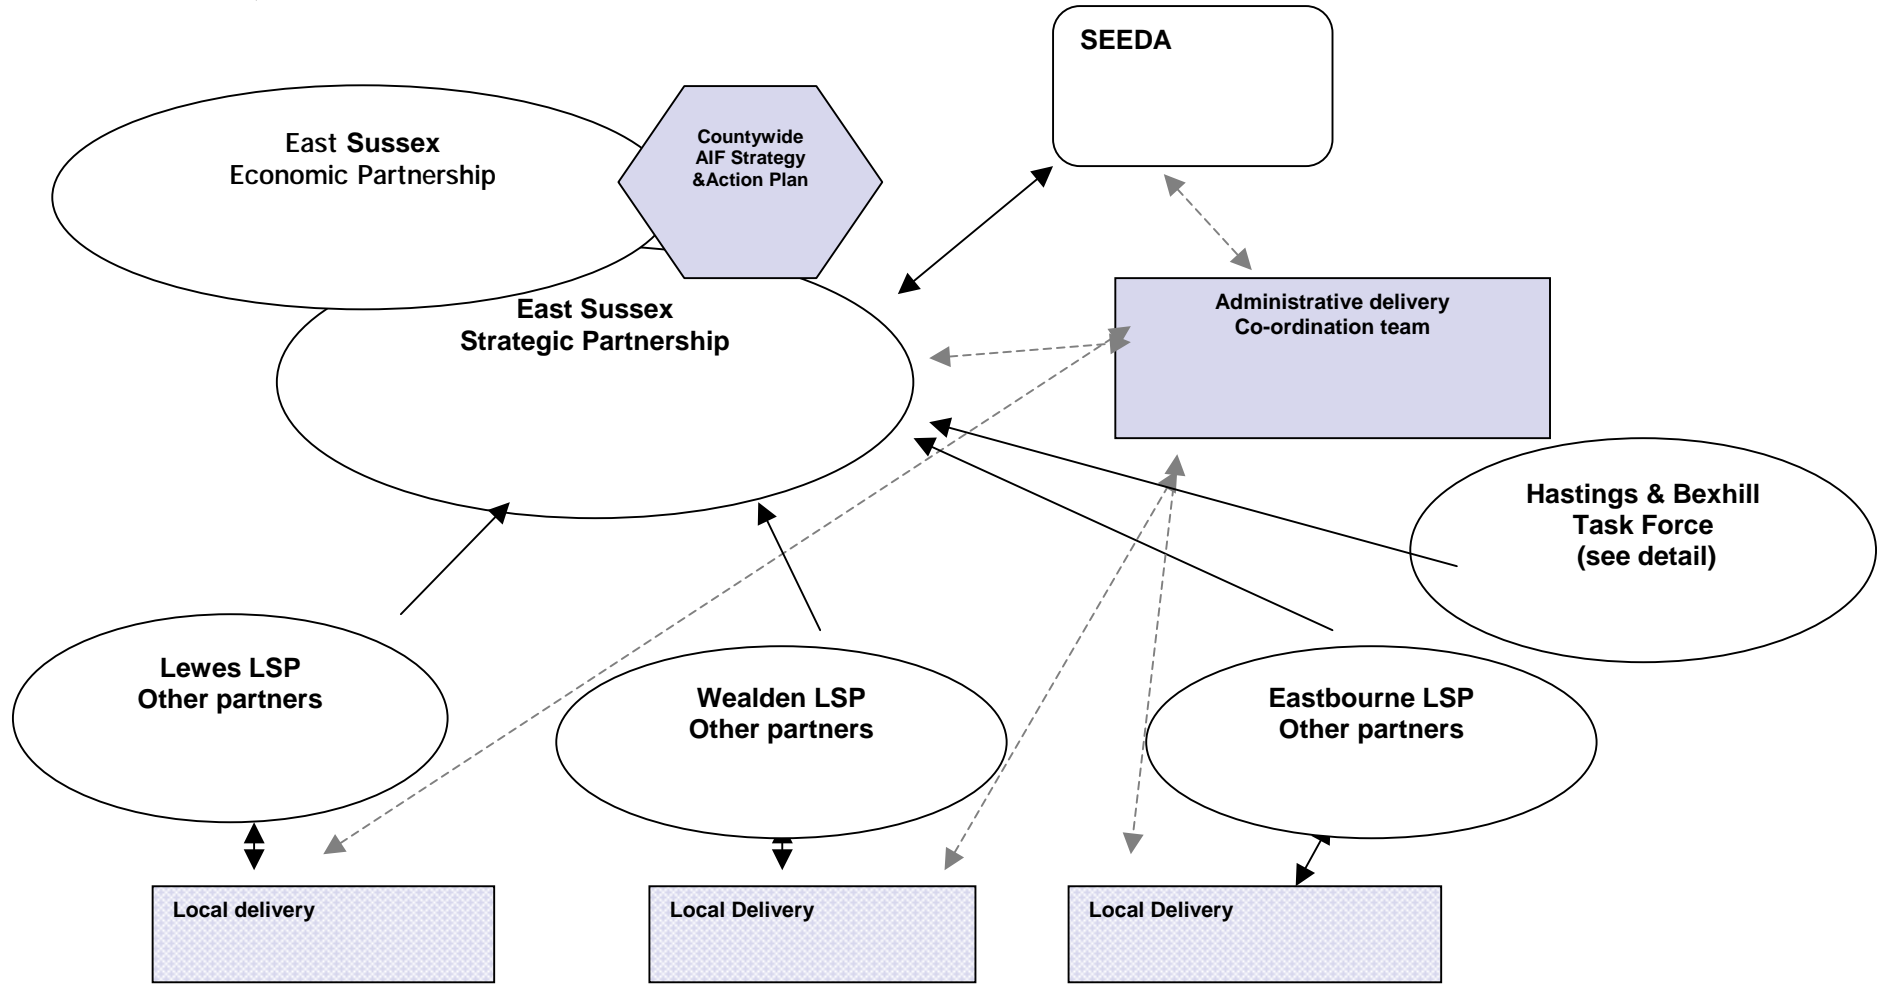 SEEDA
East Sussex
Economic Partnership
Countywide
AIF Strategy
&Action Plan
East Sussex
Strategic Partnership
Administrative delivery
Co-ordination team
Hastings & Bexhill
Task Force
(see detail)
Lewes LSP
Other partners
Wealden LSP
Other partners
Eastbourne LSP
Other partners
Local delivery
Local Delivery
Local Delivery